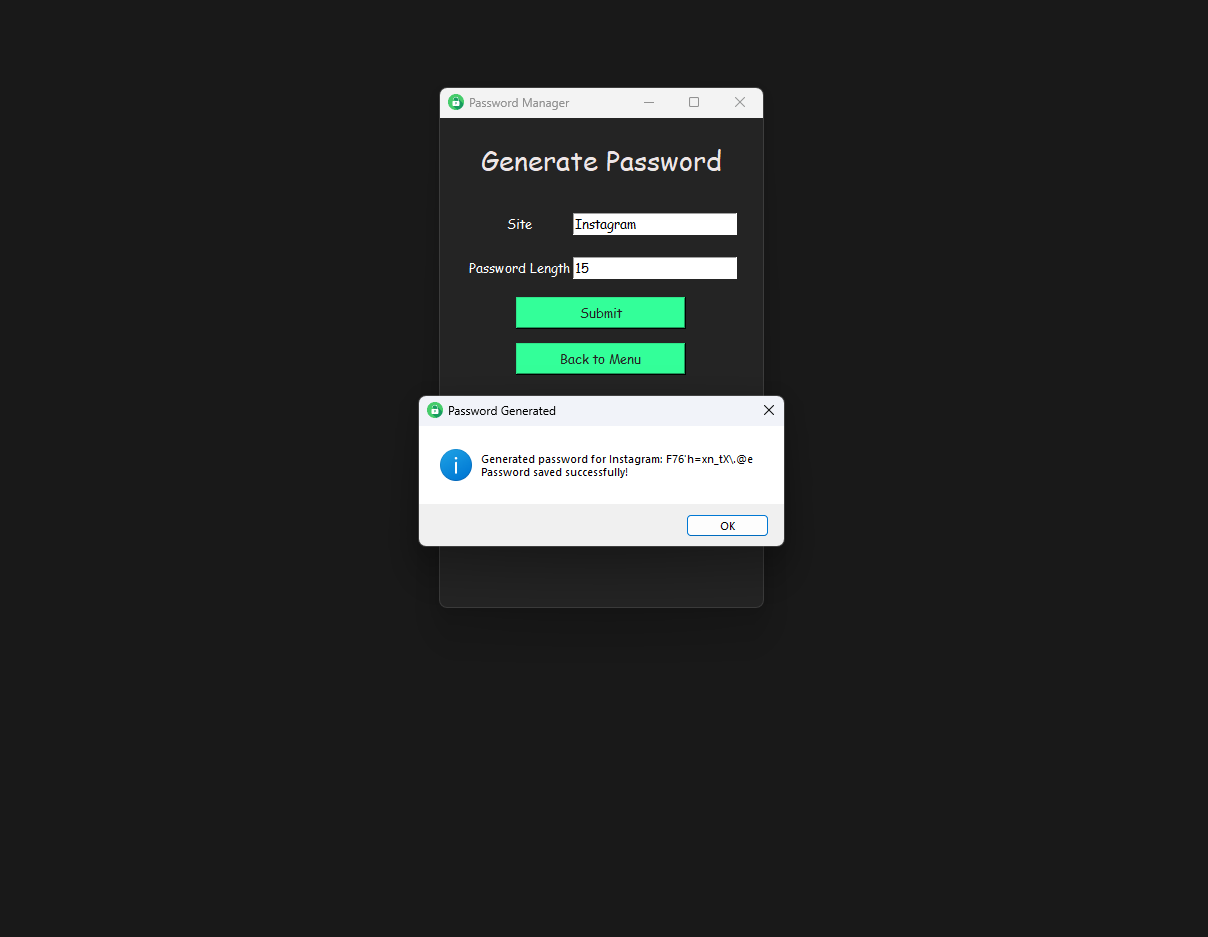 Password Manager
Generate Password
Site Instagram
Password Length 15
Submit
Back to Menu
Password Generated
Generated password for Instagram: F76'h=xn_tX\,@e
Password saved successfully!
OK